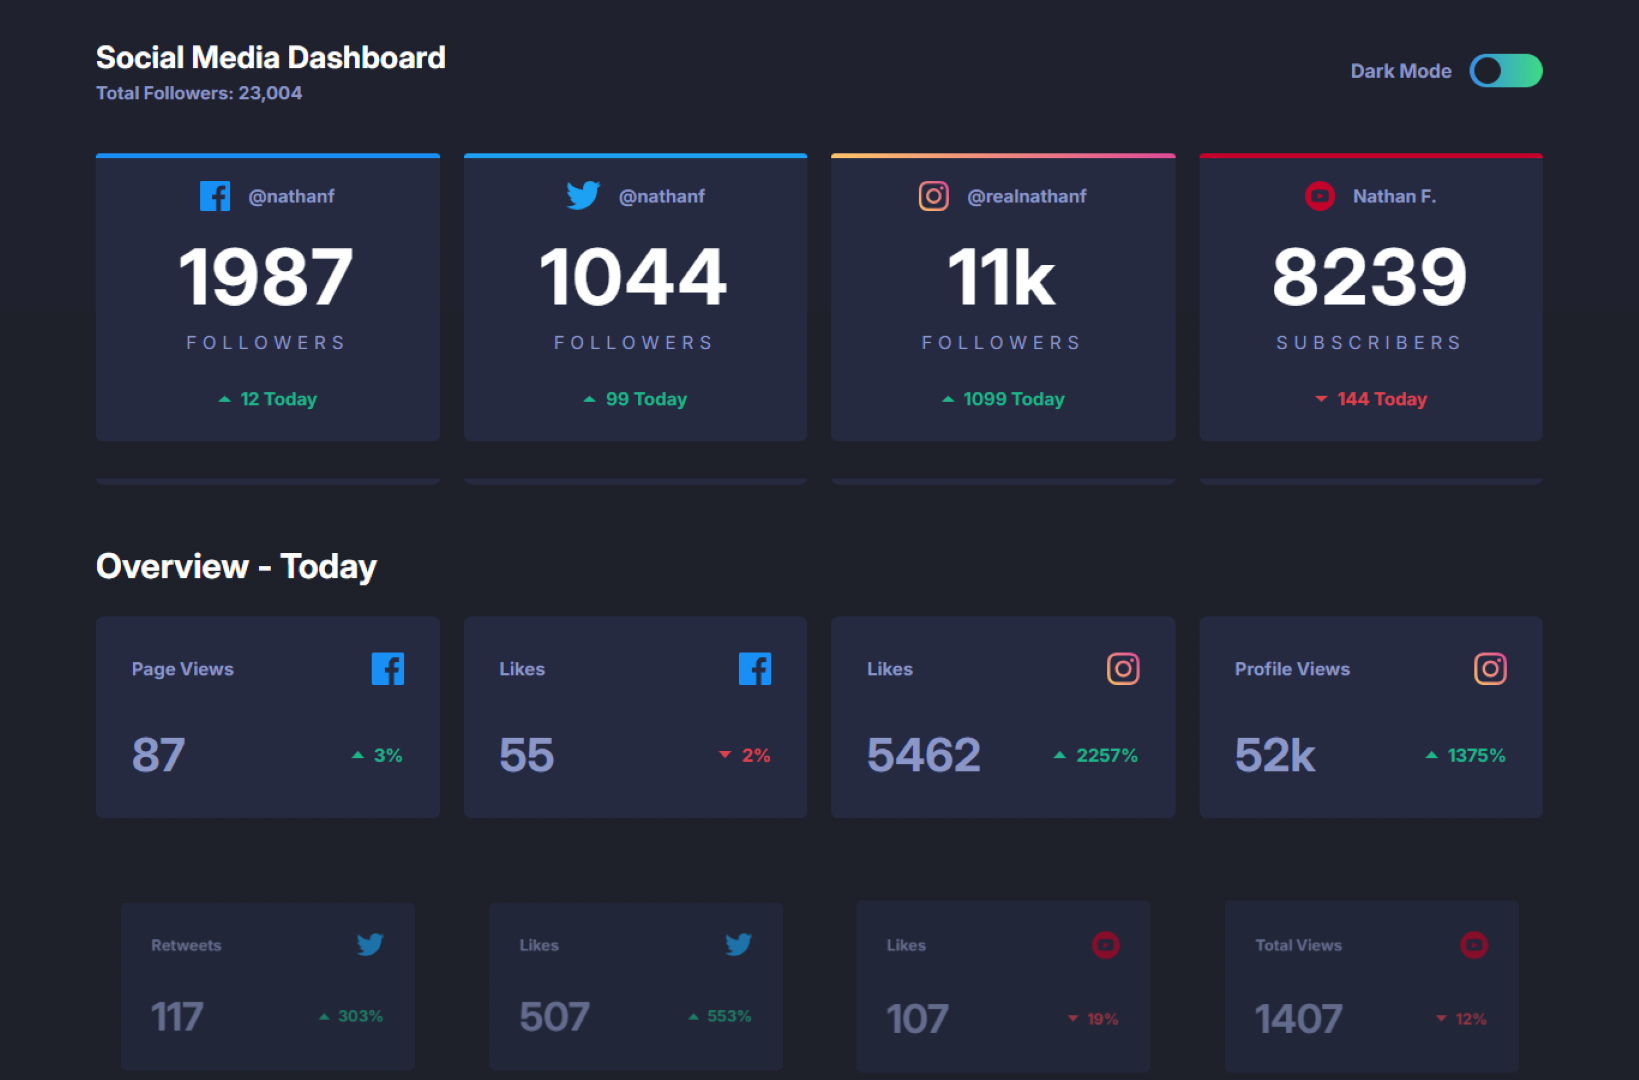 Social Media Dashboard
Total Followers: 23,004
Dark Mode
@nathanf
1987
FOLLOWERS
12 Today
@nathanf
1044
FOLLOWERS
99 Today
@realnathanf
11k
FOLLOWERS
1099 Today
Nathan F.
8239
SUBSCRIBERS
144 Today
Overview - Today
Page Views
87
3%
Likes
55
2%
Likes
5462
2257%
Profile Views
52k
1375%
Retweets
117
303%
Likes
507
553%
Likes
107
19%
Total Views
1407
12%